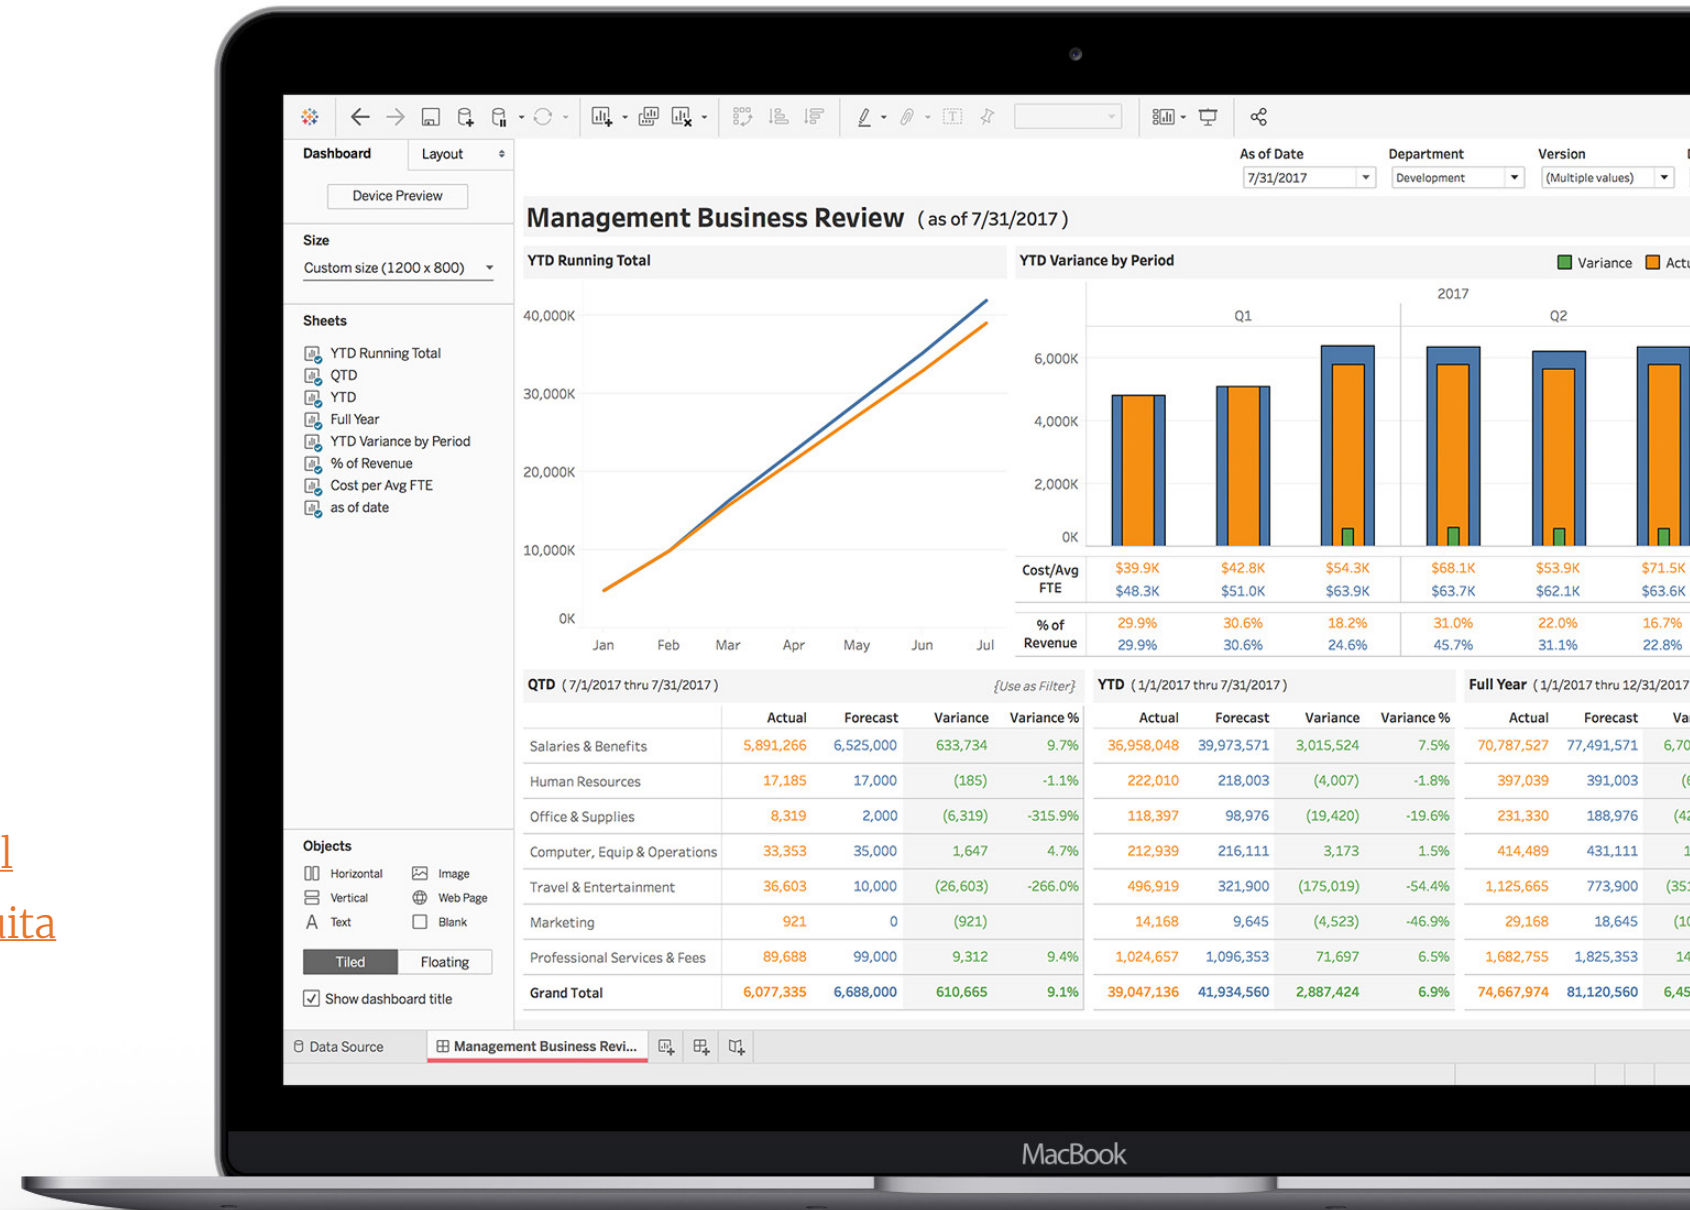 Dashboard
Layout
Device Preview
Size
Custom size (1200 x 800)
Sheets
YTD Running Total
QTD
YTD
Full Year
YTD Variance by Period
% of Revenue
Cost per Avg FTE
as of date
Objects
Horizontal Image
Vertical Web Page
A Text Blank
Tiled Floating
Show dashboard title
As of Date Department Version
7/31/2017 Development (Multiple values)
Management Business Review ( as of 7/31/2017 )
YTD Running Total
40,000K
30,000K
20,000K
10,000K
0K
Jan Feb Mar Apr May Jun Jul
YTD Variance by Period
Variance
2017
Q1 Q2
6,000K
4,000K
2,000K
0K
Cost/Avg FTE
$39.9K $42.8K $54.3K $68.1K $53.9K $71.5K
$48.3K $51.0K $63.9K $63.7K $62.1K $63.6K
% of Revenue
29.9% 30.6% 18.2% 31.0% 22.0% 16.7%
29.9% 30.6% 24.6% 45.7% 31.1% 22.8%
QTD ( 7/1/2017 thru 7/31/2017 ) {Use as Filter} YTD ( 1/1/2017 thru 7/31/2017 ) Full Year ( 1/1/2017 thru 12/31/2017
Actual Forecast Variance Variance % Actual Forecast Variance Variance % Actual Forecast
Salaries & Benefits 5,891,266 6,525,000 633,734 9.7% 36,958,048 39,973,571 3,015,524 7.5% 70,787,527 77,491,571
Human Resources 17,185 17,000 (185) -1.1% 222,010 218,003 (4,007) -1.8% 397,039 391,003
Office & Supplies 8,319 2,000 (6,319) -315.9% 118,397 98,976 (19,420) -19.6% 231,330 188,976
Computer, Equip & Operations 33,353 35,000 1,647 4.7% 212,939 216,111 3,173 1.5% 414,489 431,111
Travel & Entertainment 36,603 10,000 (26,603) -266.0% 496,919 321,900 (175,019) -54.4% 1,125,665 773,900
Marketing 921 0 (921) 14,168 9,645 (4,523) -46.9% 29,168 18,645
Professional Services & Fees 89,688 99,000 9,312 9.4% 1,024,657 1,096,353 71,697 6.5% 1,682,755 1,825,353
Grand Total 6,077,335 6,688,000 610,665 9.1% 39,047,136 41,934,560 2,887,424 6.9% 74,667,974 81,120,560
Data Source Management Business Revi...
MacBook